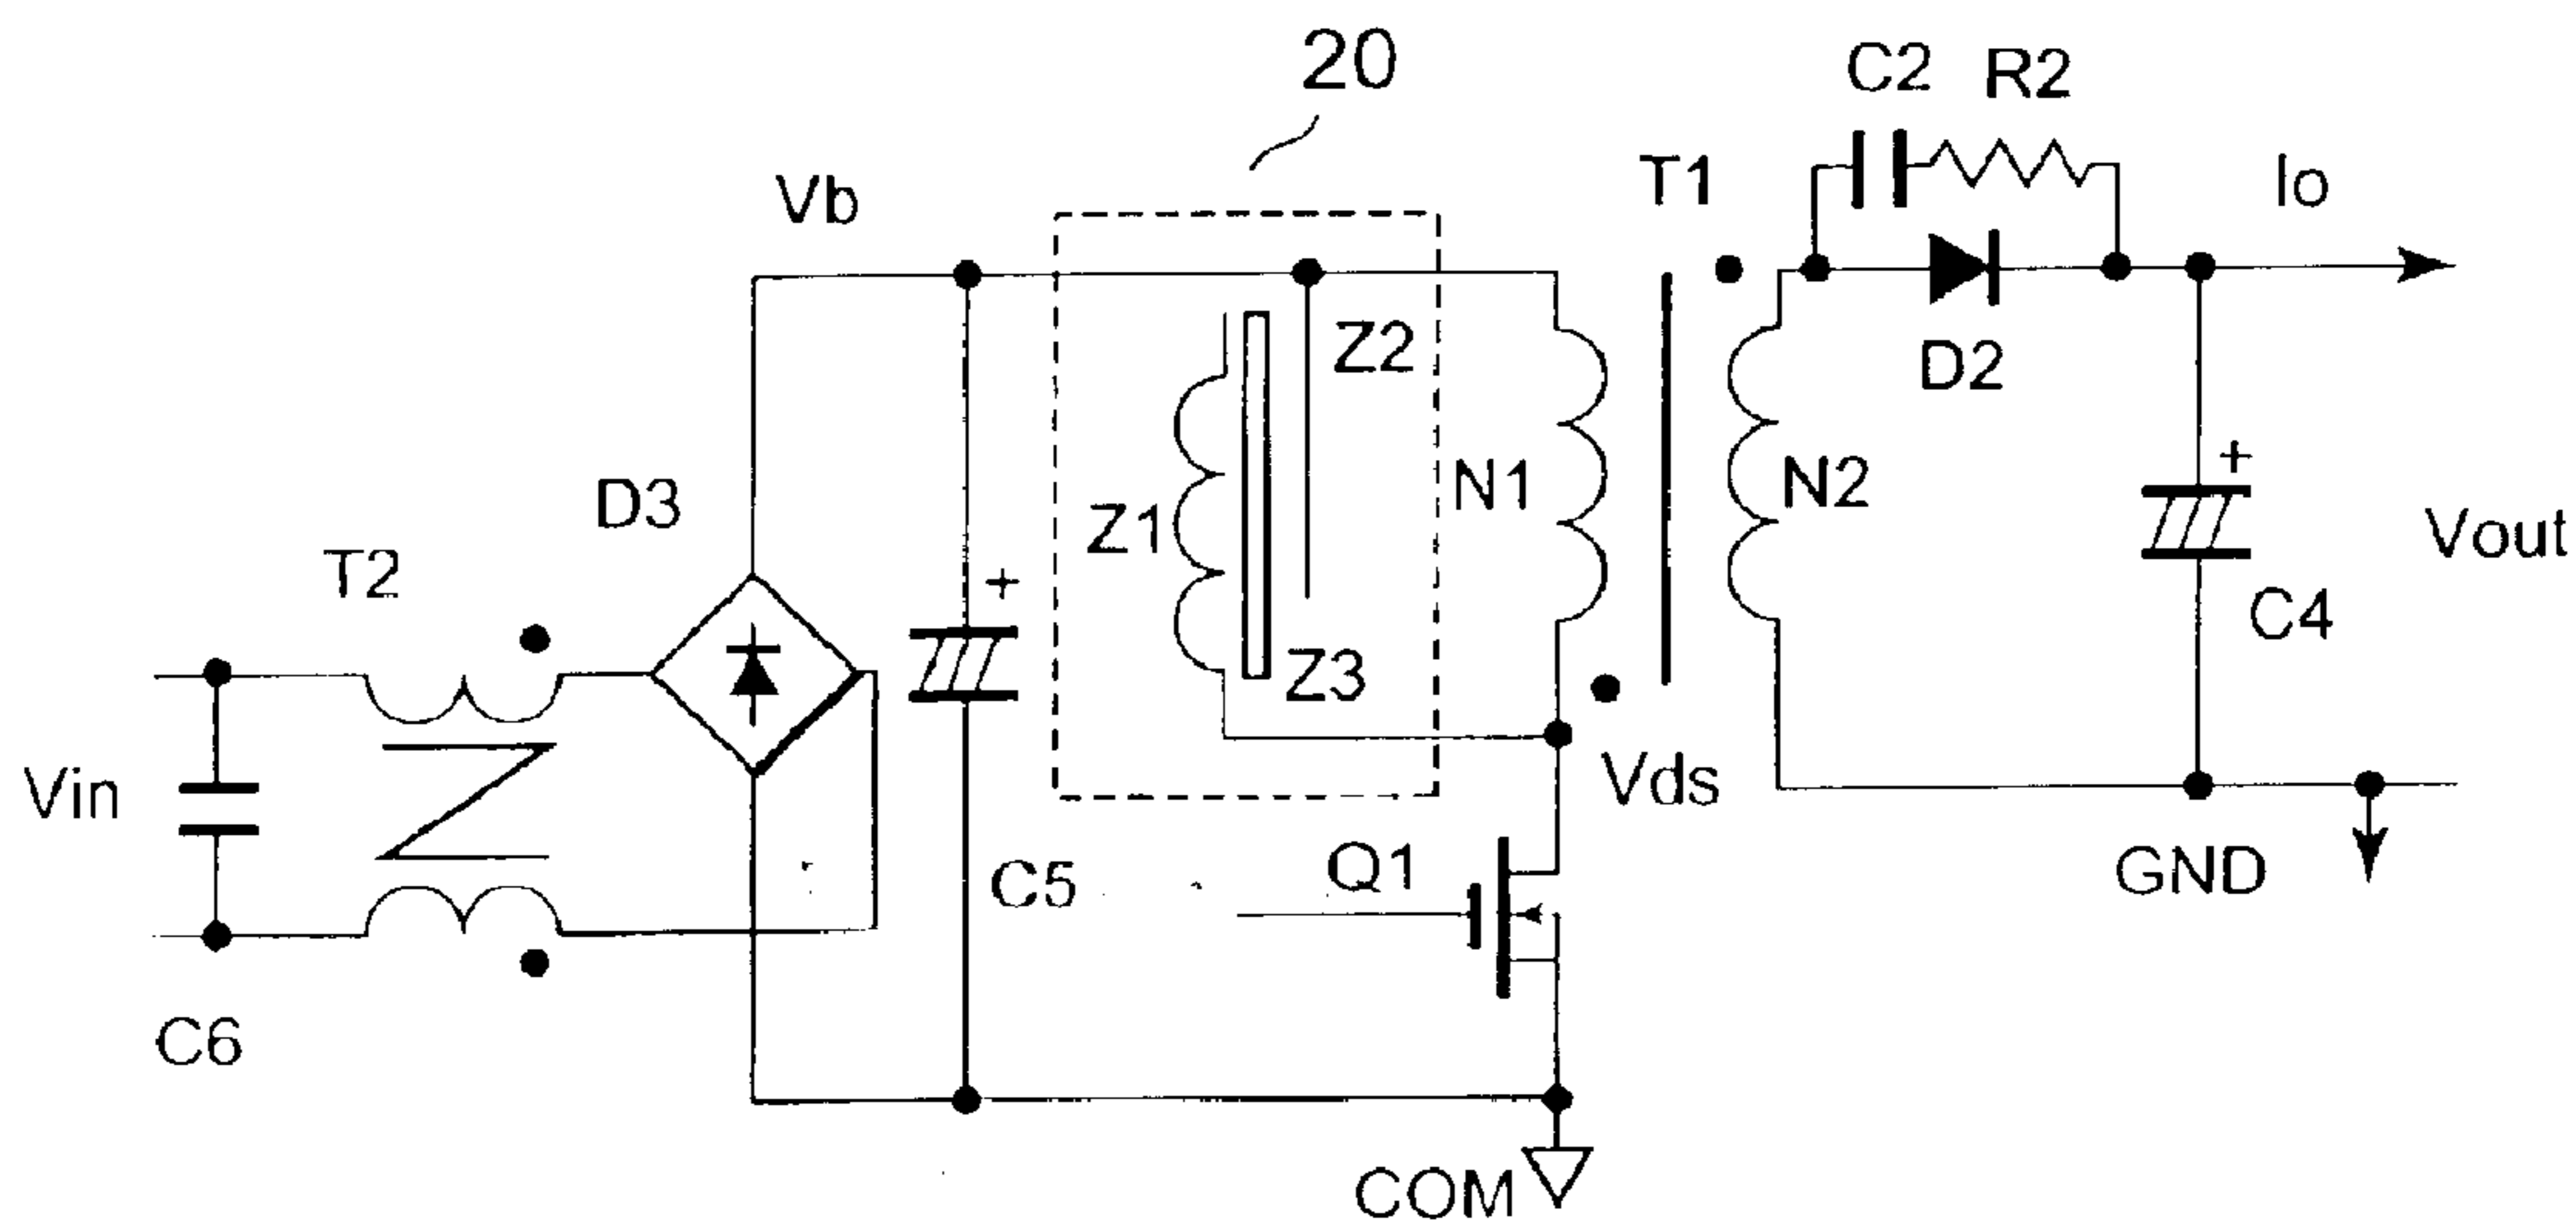 20
C2 R2
T1
Io
Vb
Z2
D2
D3
Z1
N1
N2
+
Vout
T2
+
C4
Z3
Vin
Vds
Q1
C5
GND
C6
COM